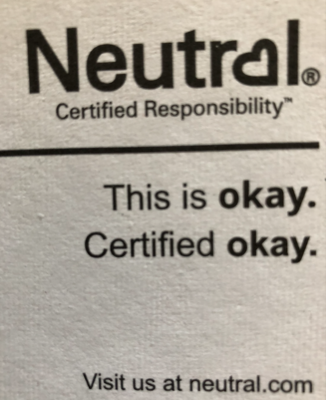 Neutral®
Certified Responsibility™
This is okay.
Certified okay.
Visit us at neutral.com